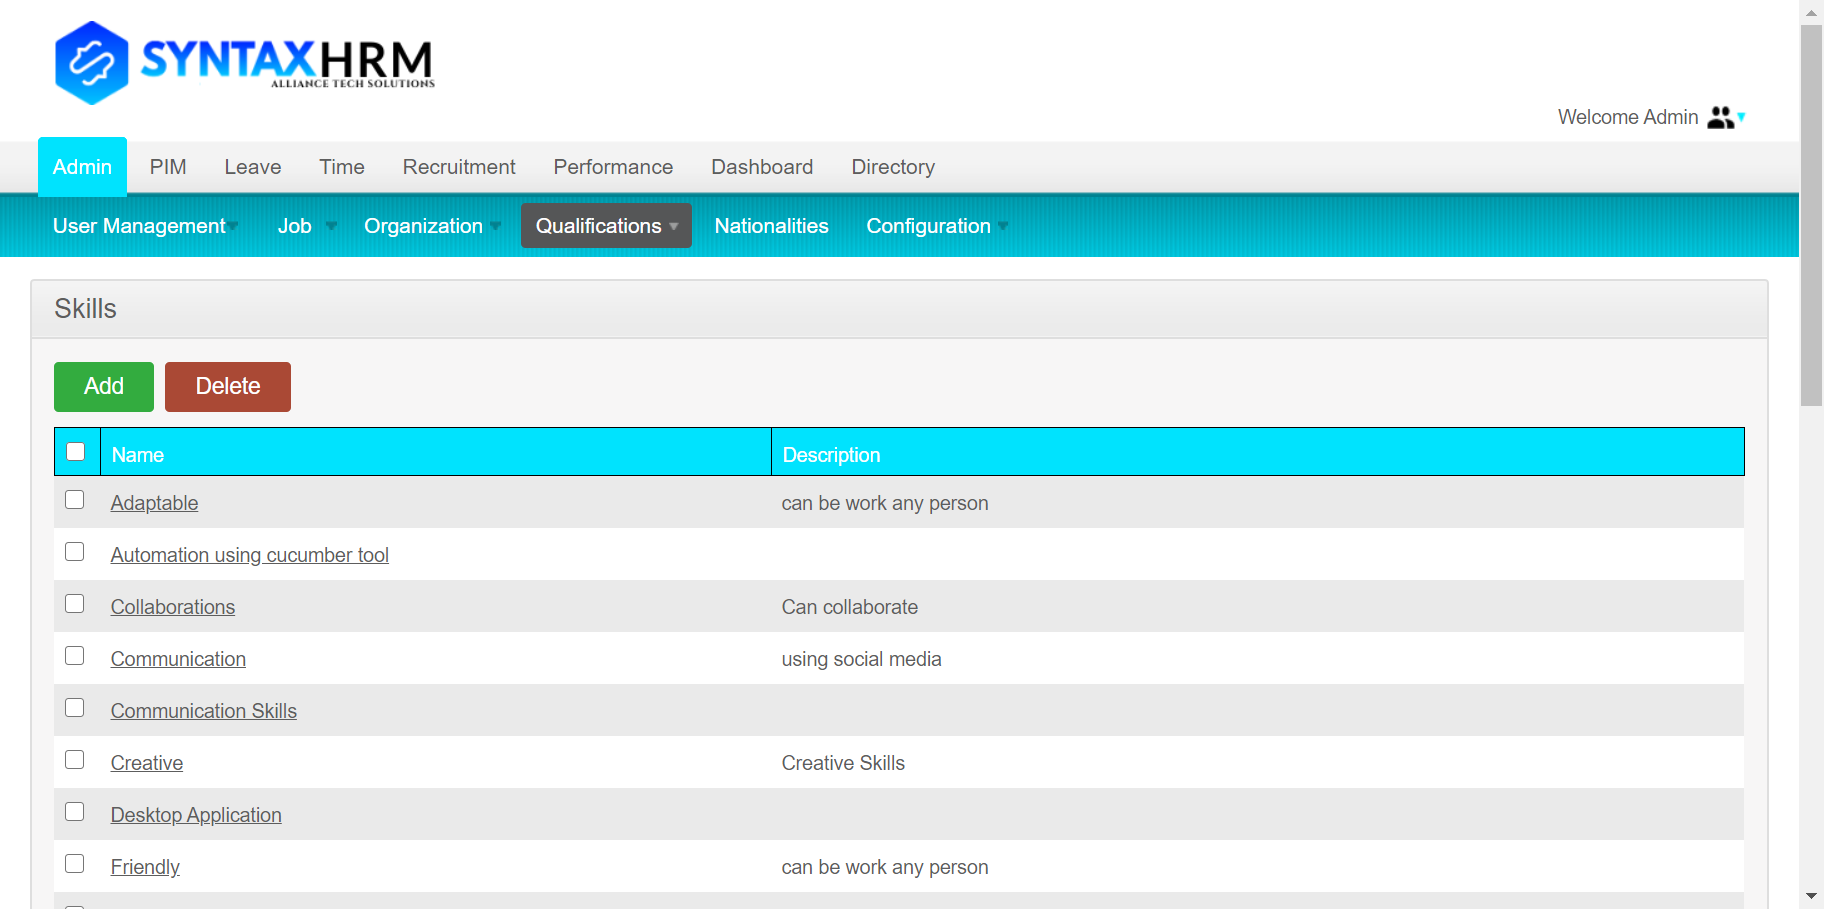 SYNTAXHRM
ALLIANCE TECH SOLUTIONS
Welcome Admin
Admin PIM Leave Time Recruitment Performance Dashboard Directory
User Management Job Organization Qualifications Nationalities Configuration
Skills
Add Delete
Name Description
Adaptable can be work any person
Automation using cucumber tool
Collaborations Can collaborate
Communication using social media
Communication Skills
Creative Creative Skills
Desktop Application
Friendly can be work any person